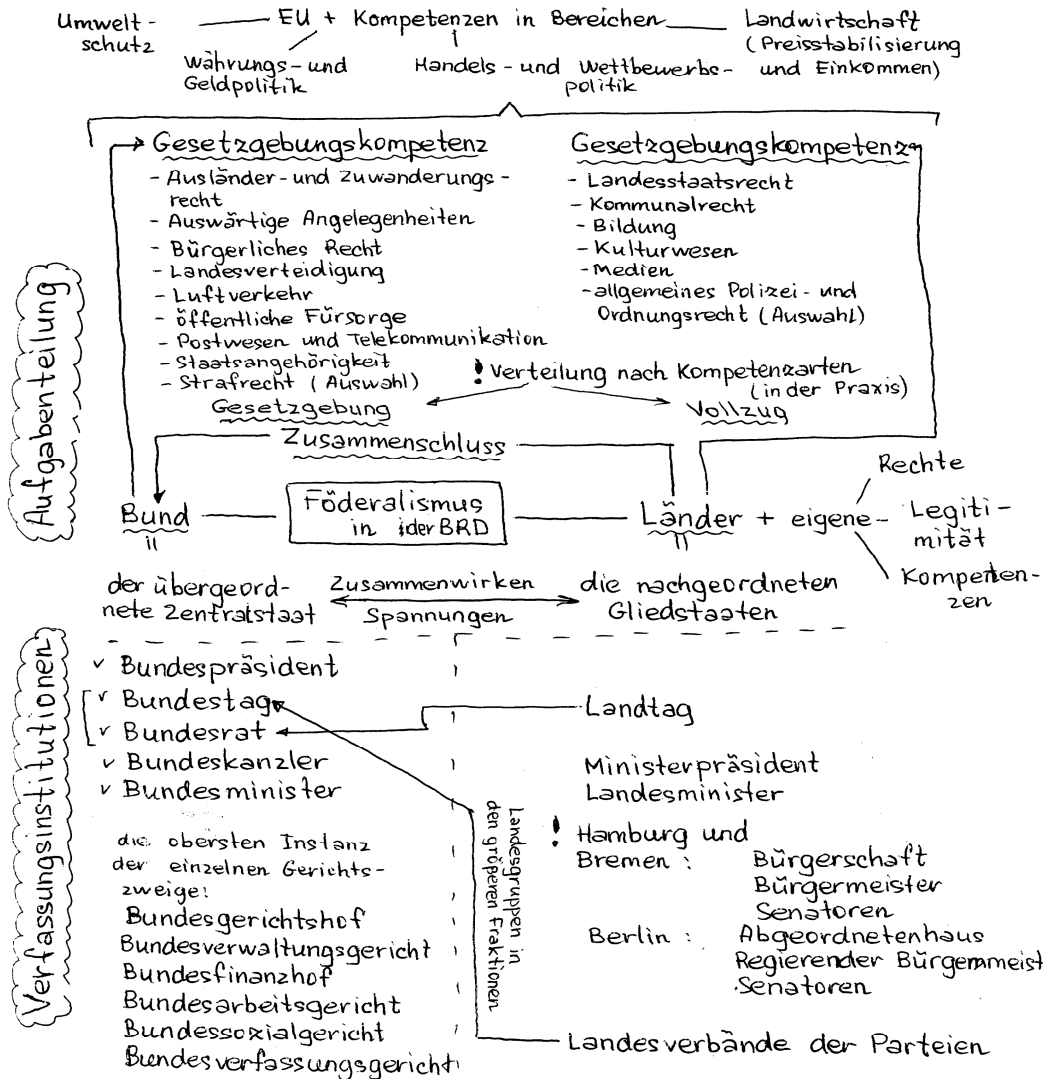 Umwelt-
schutz
EU + Kompetenzen in Bereichen
Landwirtschaft
(Preisstabilisierung
und Einkommen)
Währungs- und
Geldpolitik
Handels- und Wettbewerbs-
politik
Aufgabenteilung
Gesetzgebungskompetenz
- Ausländer- und Zuwanderungs-
recht
- Auswärtige Angelegenheiten
- Bürgerliches Recht
- Landesverteidigung
- Luftverkehr
- öffentliche Fürsorge
- Postwesen und Telekommunikation
- Staatsangehörigkeit
- Strafrecht (Auswahl)
Gesetzgebungskompetenz
- Landesstaatsrecht
- Kommunalrecht
- Bildung
- Kulturwesen
- Medien
- allgemeines Polizei- und
Ordnungsrecht (Auswahl)
! Verteilung nach Kompetenzarten
(in der Praxis)
Gesetzgebung
Vollzug
Zusammenschluss
Bund
Föderalismus
in der BRD
Länder + eigene
Rechte
Legiti-
mität
Kompetten-
zen
der übergeord-
nete Zentralstaat
Zusammenwirken
Spannungen
die nachgeordneten
Gliedstaaten
Verfassungsinstitutionen
v Bundespräsident
v Bundestag
v Bundesrat
v Bundeskanzler
v Bundesminister
die obersten Instanz
der einzelnen Gerichts-
zweige:
Bundesgerichtshof
Bundesverwaltungsgericht
Bundesfinanzhof
Bundesarbeitsgericht
Bundessozialgericht
Bundesverfassungsgericht
Landesgruppen in
den größeren Fraktionen
Landtag
Ministerpräsident
Landesminister
! Hamburg und
Bremen :
Bürgerschaft
Bürgermeister
Senatoren
Berlin :
Abgeordnetenhaus
Regierender Bürgermmeist
Senatoren
Landesverbände der Parteien